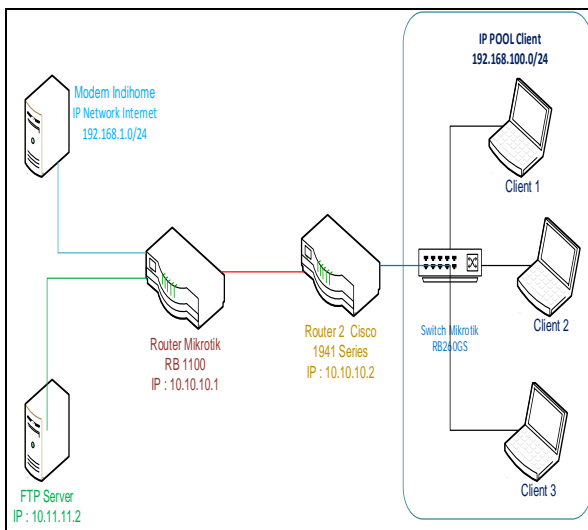 Modem Indihome
IP Network Internet
192.168.1.0/24
IP POOL Client
192.168.100.0/24
Client 1
Router Mikrotik
RB 1100
IP : 10.10.10.1
Router 2 Cisco
1941 Series
IP : 10.10.10.2
Switch Mikrotik
RB260GS
Client 2
FTP Server
IP : 10.11.11.2
Client 3